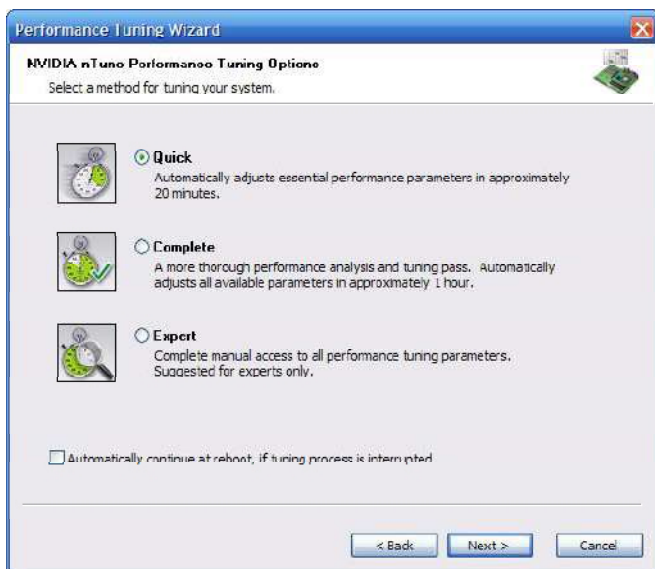 Performance Tuning Wizard
NVIDIA nTune Performance Tuning Options
Select a method for tuning your system.
Quick
Automatically adjusts essential performance parameters in approximately
20 minutes.
Complete
A more thorough performance analysis and tuning pass. Automatically
adjusts all available parameters in approximately 1 hour.
Expert
Complete manual access to all performance tuning parameters.
Suggested for experts only.
Automatically continue at reboot, if tuning process is interrupted
< Back Next > Cancel